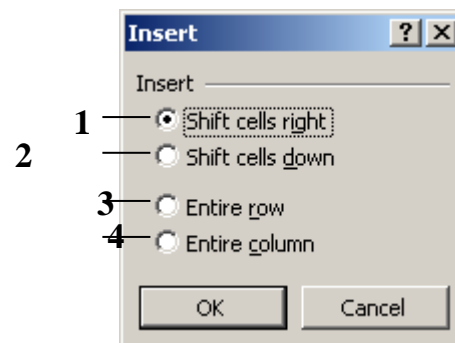 Insert ? X
Insert
1 Shift cells right
2 Shift cells down
3 Entire row
4 Entire column
OK Cancel